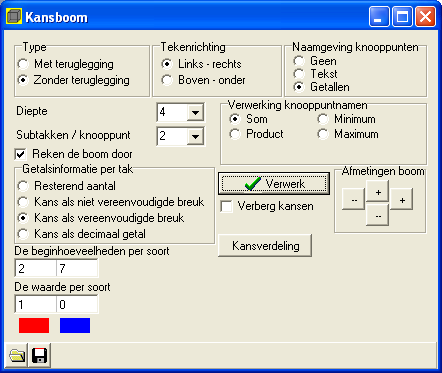 Kansboom
Type
Met teruglegging
Zonder teruglegging
Tekenrichting
Links - rechts
Boven - onder
Naamgeving knooppunten
Geen
Tekst
Getallen
Diepte
4
Subtakken / knooppunt
2
Verwerking knooppuntnamen
Som
Minimum
Product
Maximum
Reken de boom door
Getalsinformatie per tak
Resterend aantal
Kans als niet vereenvoudigde breuk
Kans als vereenvoudigde breuk
Kans als decimaal getal
Verwerk
Verberg kansen
Kansverdeling
Afmetingen boom
+
-- +
--
De beginhoeveelheden per soort
2 7
De waarde per soort
1 0